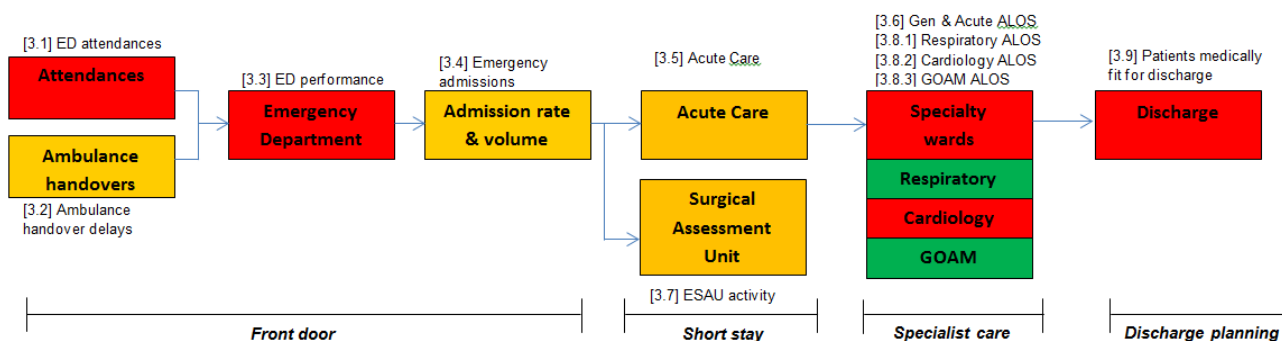 [3.1] ED attendances
Attendances
Ambulance
handovers
[3.2] Ambulance
handover delays
[3.3] ED performance
Emergency
Department
[3.4] Emergency
admissions
Admission rate
& volume
[3.5] Acute Care
Acute Care
Surgical
Assessment
Unit
[3.7] ESAU activity
[3.6] Gen & Acute ALOS
[3.8.1] Respiratory ALOS
[3.8.2] Cardiology ALOS
[3.8.3] GOAM ALOS
Specialty
wards
Respiratory
Cardiology
GOAM
[3.9] Patients medically
fit for discharge
Discharge
Front door
Short stay
Specialist care
Discharge planning